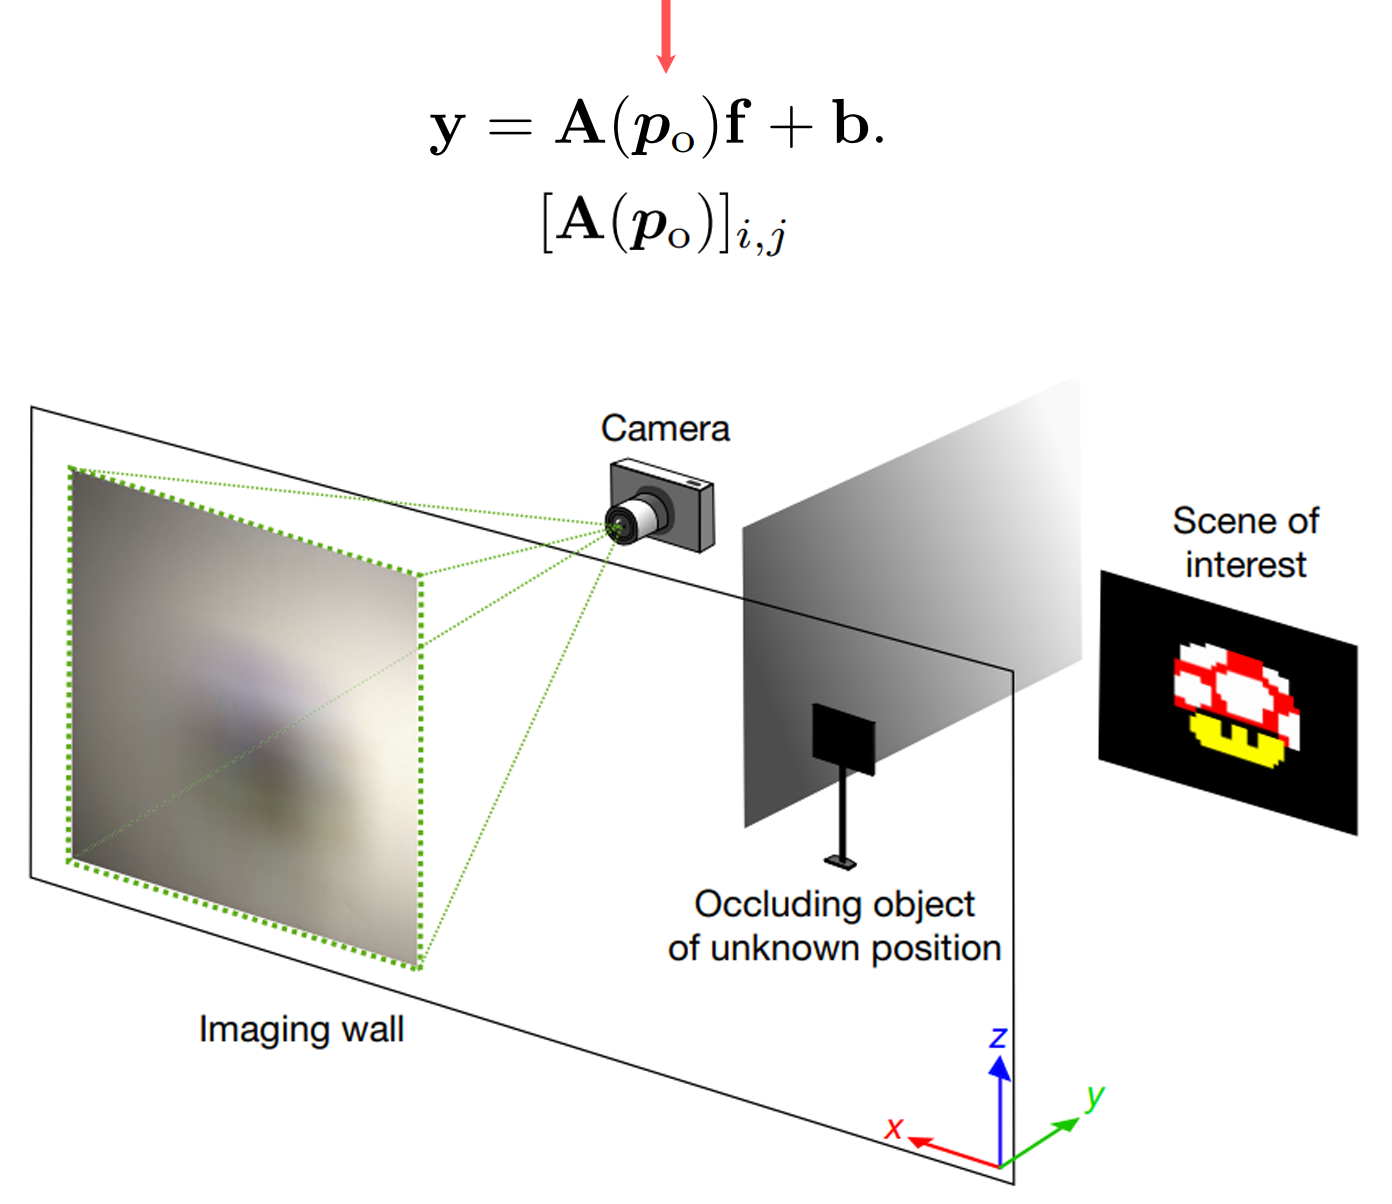 y = A(p_o)f + b.
[A(p_o)]_{i,j}
Camera
Scene of
interest
Occluding object
of unknown position
Imaging wall
z
y
x